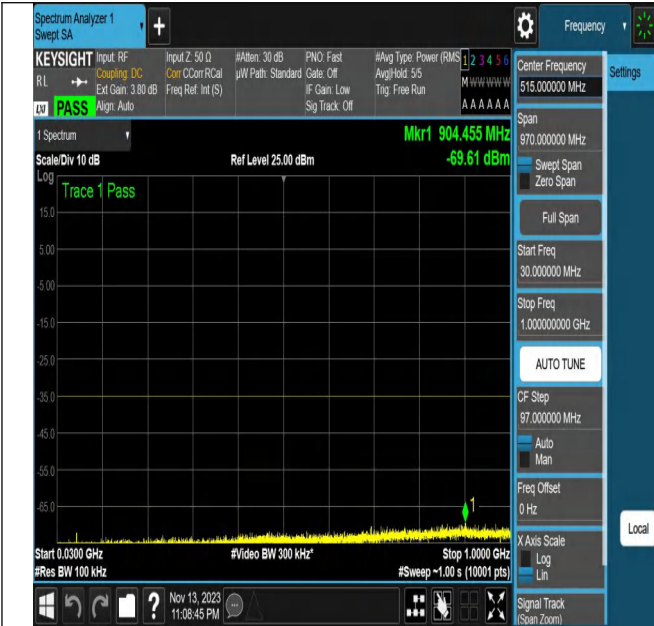 Spectrum Analyzer 1
Swept SA
Frequency
KEYSIGHT
RL
LXI
PASS
Input: RF
Coupling: DC
Ext Gain: 3.80 dB
Align: Auto
Input Z: 50 Ω
Corr CCorr RCal
Freq Ref: Int (S)
#Atten: 30 dB
µW Path: Standard
PNO: Fast
Gate: Off
IF Gain: Low
Sig Track: Off
#Avg Type: Power (RMS
Avg|Hold: 5/5
Trig: Free Run
1 2 3 4 5 6
M W W W W W
A A A A A A
1 Spectrum
Scale/Div 10 dB
Ref Level 25.00 dBm
Mkr1 904.455 MHz
-69.61 dBm
Log
Trace 1 Pass
15.0
5.00
-5.00
-15.0
-25.0
-35.0
-45.0
-55.0
-65.0
1
Start 0.0300 GHz
#Res BW 100 kHz
#Video BW 300 kHz*
Stop 1.0000 GHz
#Sweep ~1.00 s (10001 pts)
Nov 13, 2023
11:08:45 PM
Center Frequency
515.000000 MHz
Settings
Span
970.000000 MHz
Swept Span
Zero Span
Full Span
Start Freq
30.000000 MHz
Stop Freq
1.000000000 GHz
AUTO TUNE
CF Step
97.000000 MHz
Auto
Man
Freq Offset
0 Hz
Local
X Axis Scale
Log
Lin
Signal Track
(Span Zoom)